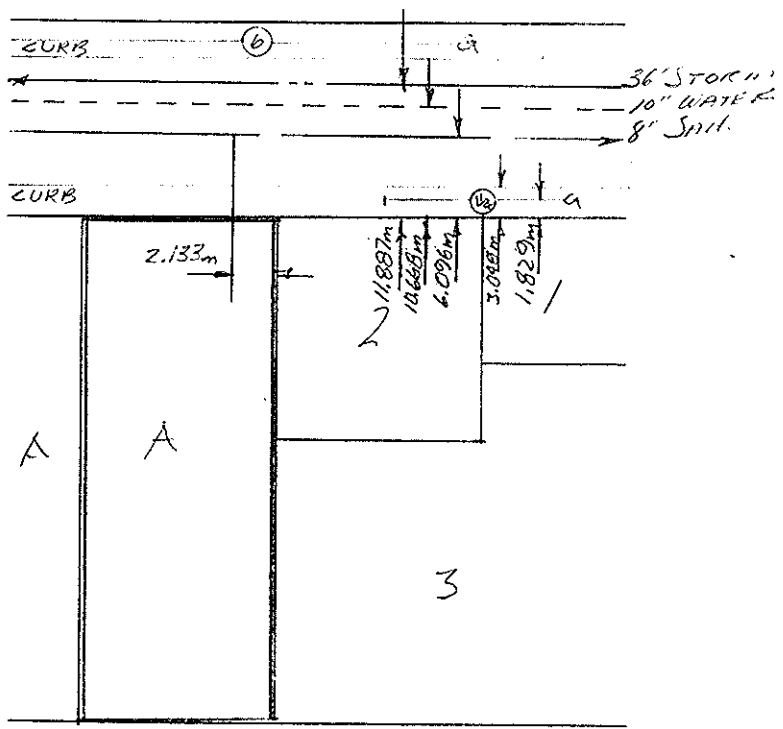 CURB
6
G
36" STORM
10" WATER
8" SAN.
CURB
G
2.133m
11.887m
10.668m
6.096m
3.048m
1.829m
2
1
A
A
3